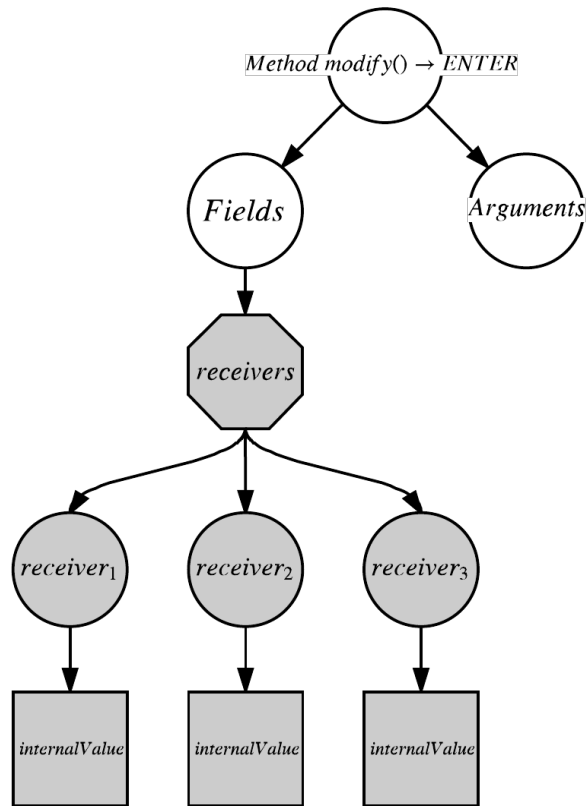 Method modify() → ENTER
Fields
Arguments
receivers
receiver₁
receiver₂
receiver₃
internalValue
internalValue
internalValue